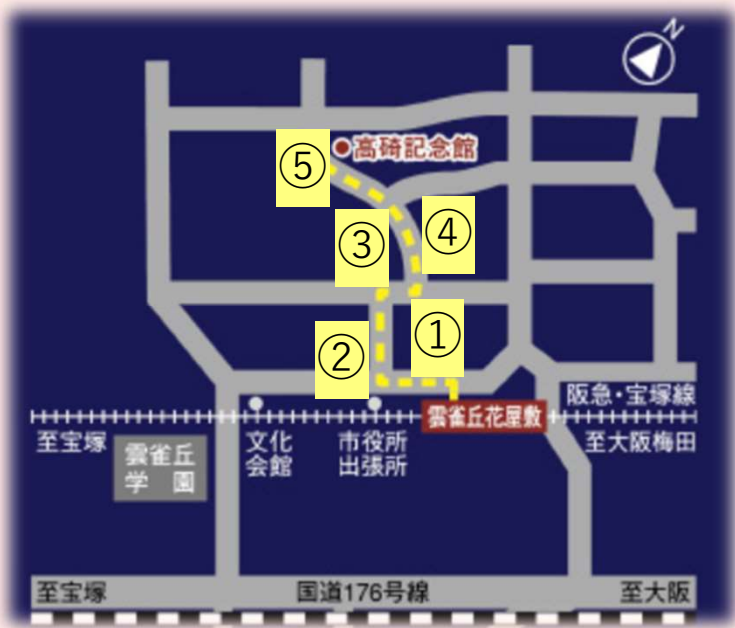 N
高碕記念館
⑤
④
③
①
②
阪急・宝塚線
雲雀丘花屋敷
至宝塚
文化
会館
市役所
出張所
至大阪梅田
雲雀丘
学園
至宝塚
国道176号線
至大阪